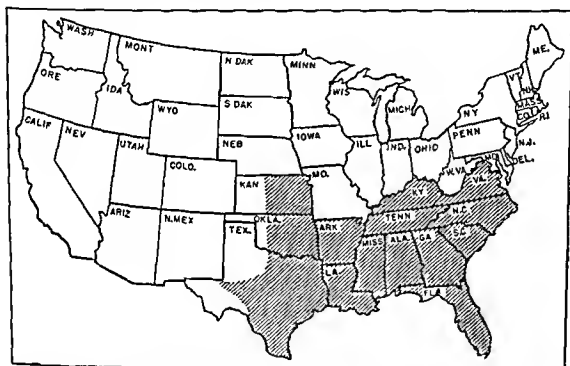 WASH
MONT
N DAK
MINN
ME.
ORE
IDA
WYO
S DAK
WIS
MICH
VT
N.H.
MASS
NY
R.I
CALIF
NEV
UTAH
COLO.
NEB
IOWA
ILL
IND.
OHIO
PENN
N.J.
DEL.
W.VA.
VA.
KAN
MO.
KY
ARIZ
N.MEX
OKLA.
TEX.
ARK
TENN
N.C.
S.C.
MISS
ALA.
GA
LA.
FLA